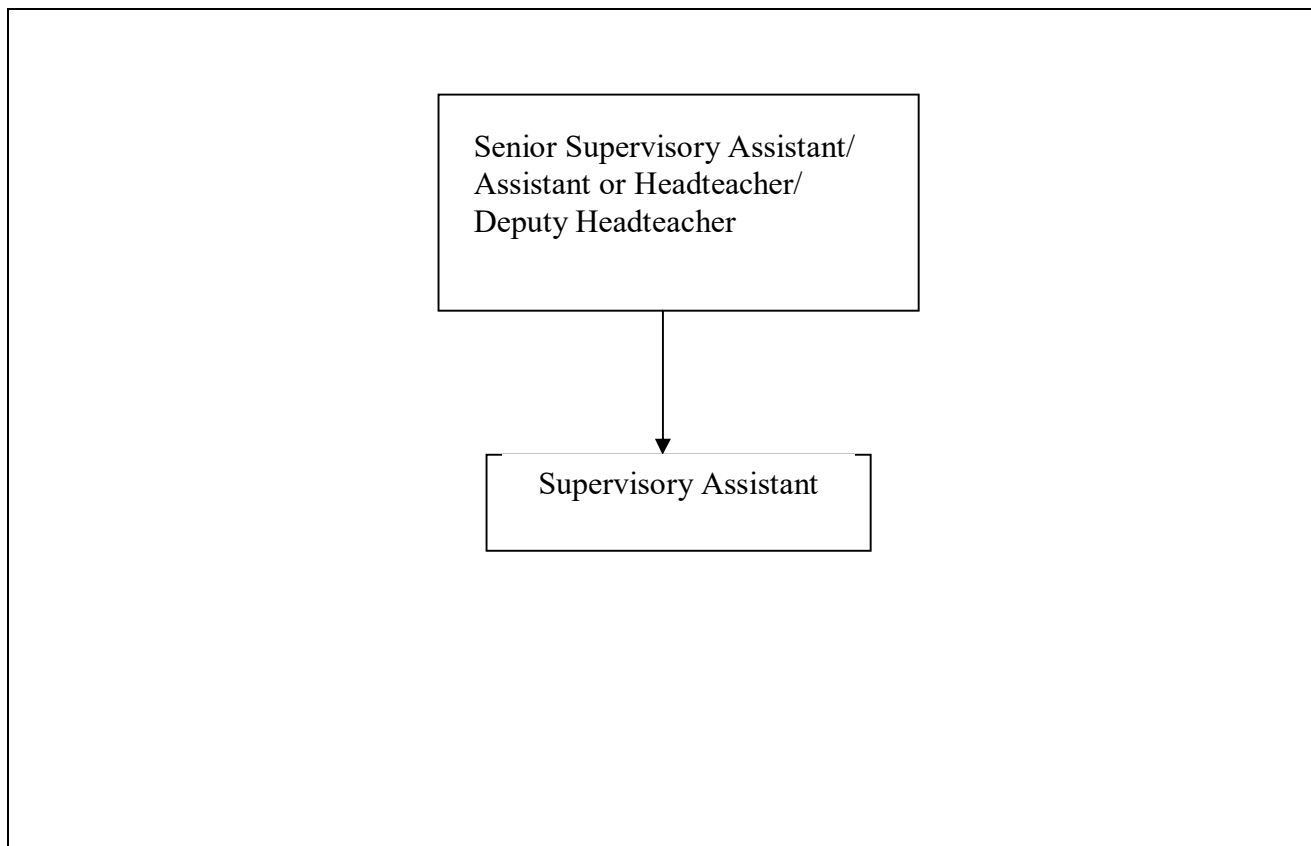 Senior Supervisory Assistant/
Assistant or Headteacher/
Deputy Headteacher
Supervisory Assistant